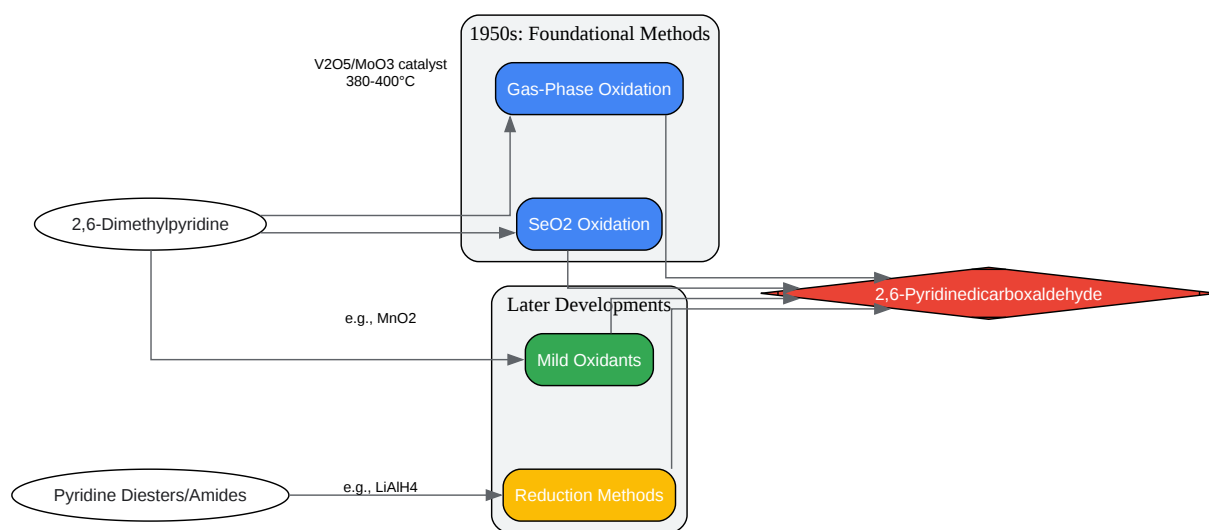 1950s: Foundational Methods
V2O5/MoO3 catalyst
380-400°C
Gas-Phase Oxidation
2,6-Dimethylpyridine
SeO2 Oxidation
2,6-Pyridinedicarboxaldehyde
Later Developments
e.g., MnO2
Mild Oxidants
Pyridine Diesters/Amides
e.g., LiAlH4
Reduction Methods